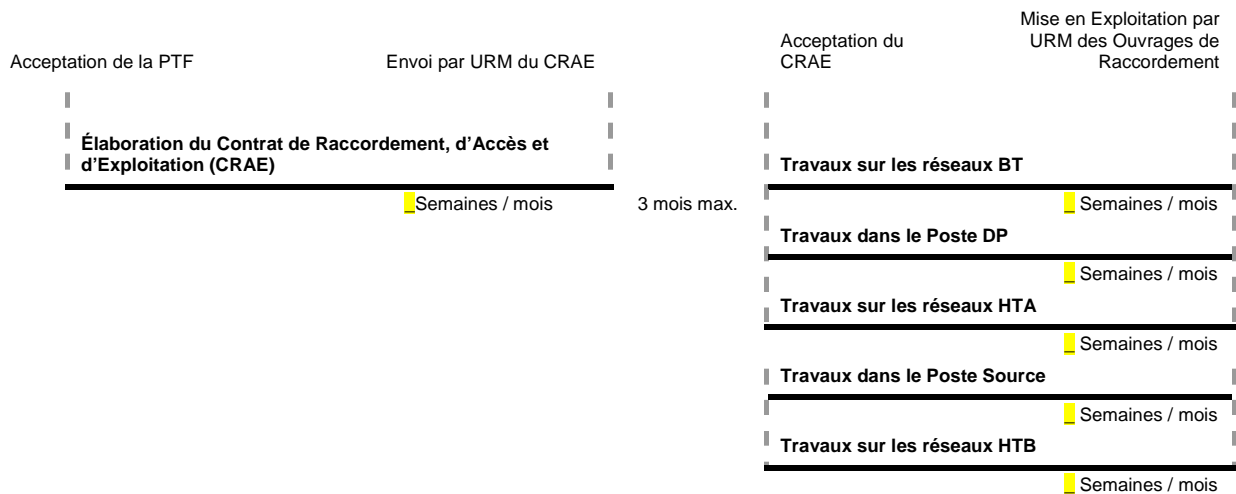 Acceptation de la PTF
Envoi par URM du CRAE
Acceptation du
CRAE
Mise en Exploitation par
URM des Ouvrages de
Raccordement
Élaboration du Contrat de Raccordement, d'Accès et
d'Exploitation (CRAE)
_Semaines / mois
3 mois max.
Travaux sur les réseaux BT
_ Semaines / mois
Travaux dans le Poste DP
_ Semaines / mois
Travaux sur les réseaux HTA
_ Semaines / mois
Travaux dans le Poste Source
_ Semaines / mois
Travaux sur les réseaux HTB
_ Semaines / mois